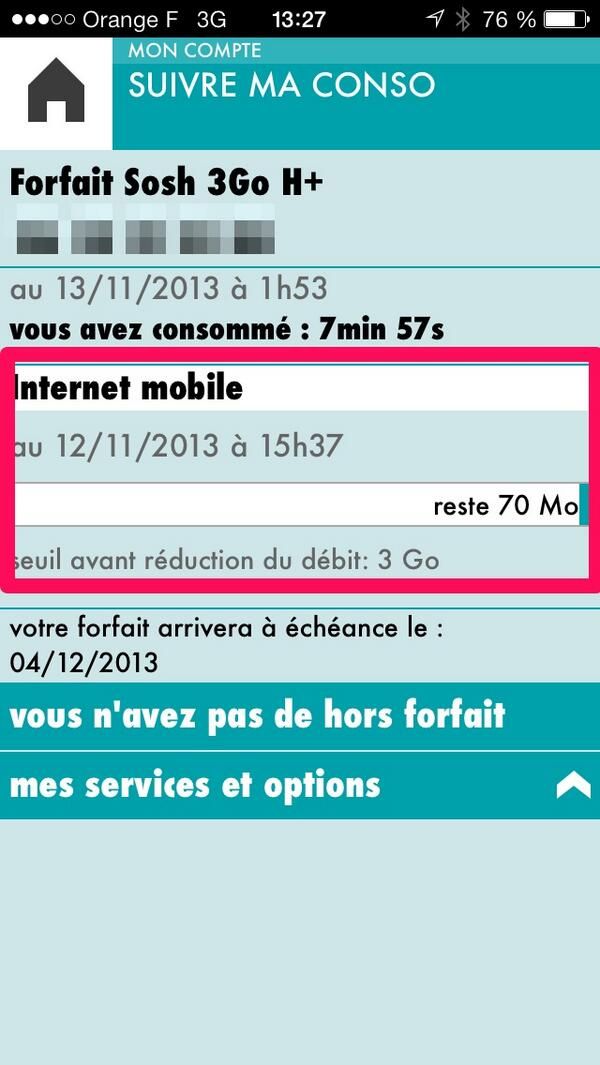 Orange F 3G 13:27 76 %
MON COMPTE
SUIVRE MA CONSO
Forfait Sosh 3Go H+
au 13/11/2013 à 1h53
vous avez consommé : 7min 57s
Internet mobile
au 12/11/2013 à 15h37
reste 70 Mo
seuil avant réduction du débit: 3 Go
votre forfait arrivera à échéance le :
04/12/2013
vous n'avez pas de hors forfait
mes services et options